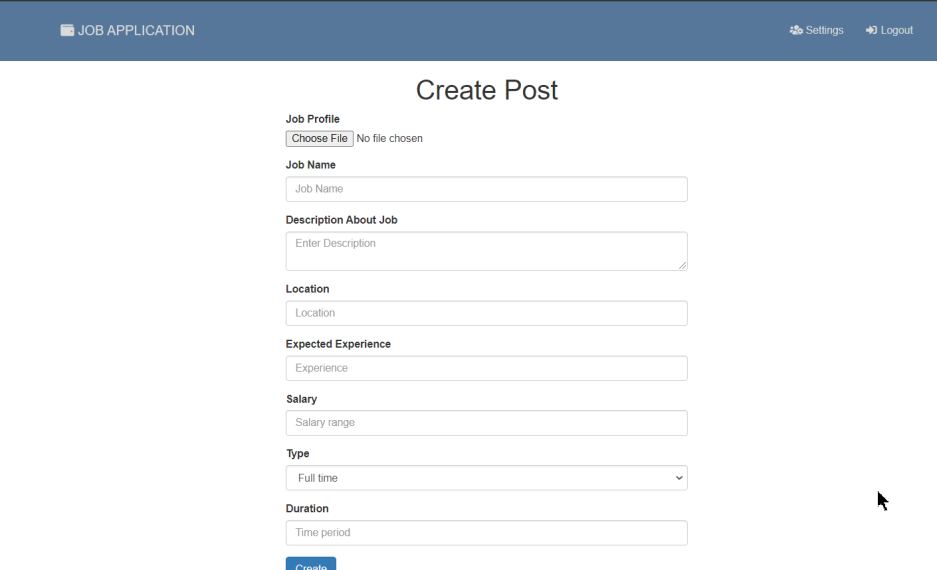 JOB APPLICATION
Settings
Logout
Create Post
Job Profile
Choose File No file chosen
Job Name
Job Name
Description About Job
Enter Description
Location
Location
Expected Experience
Experience
Salary
Salary range
Type
Full time
Duration
Time period
Create